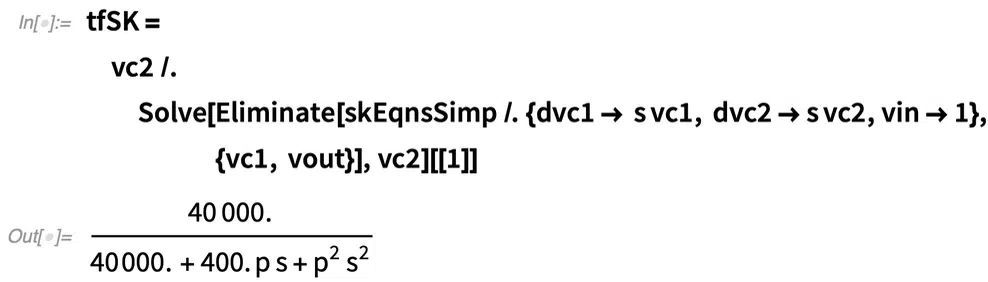 In[•]:= tfSK =
vc2 /.
Solve[Eliminate[skEqnsSimp /. {dvc1 → s vc1, dvc2 → s vc2, vin → 1},
{vc1, vout}], vc2][[1]]
40 000.
Out[•]=
40000. + 400. p s + p² s²